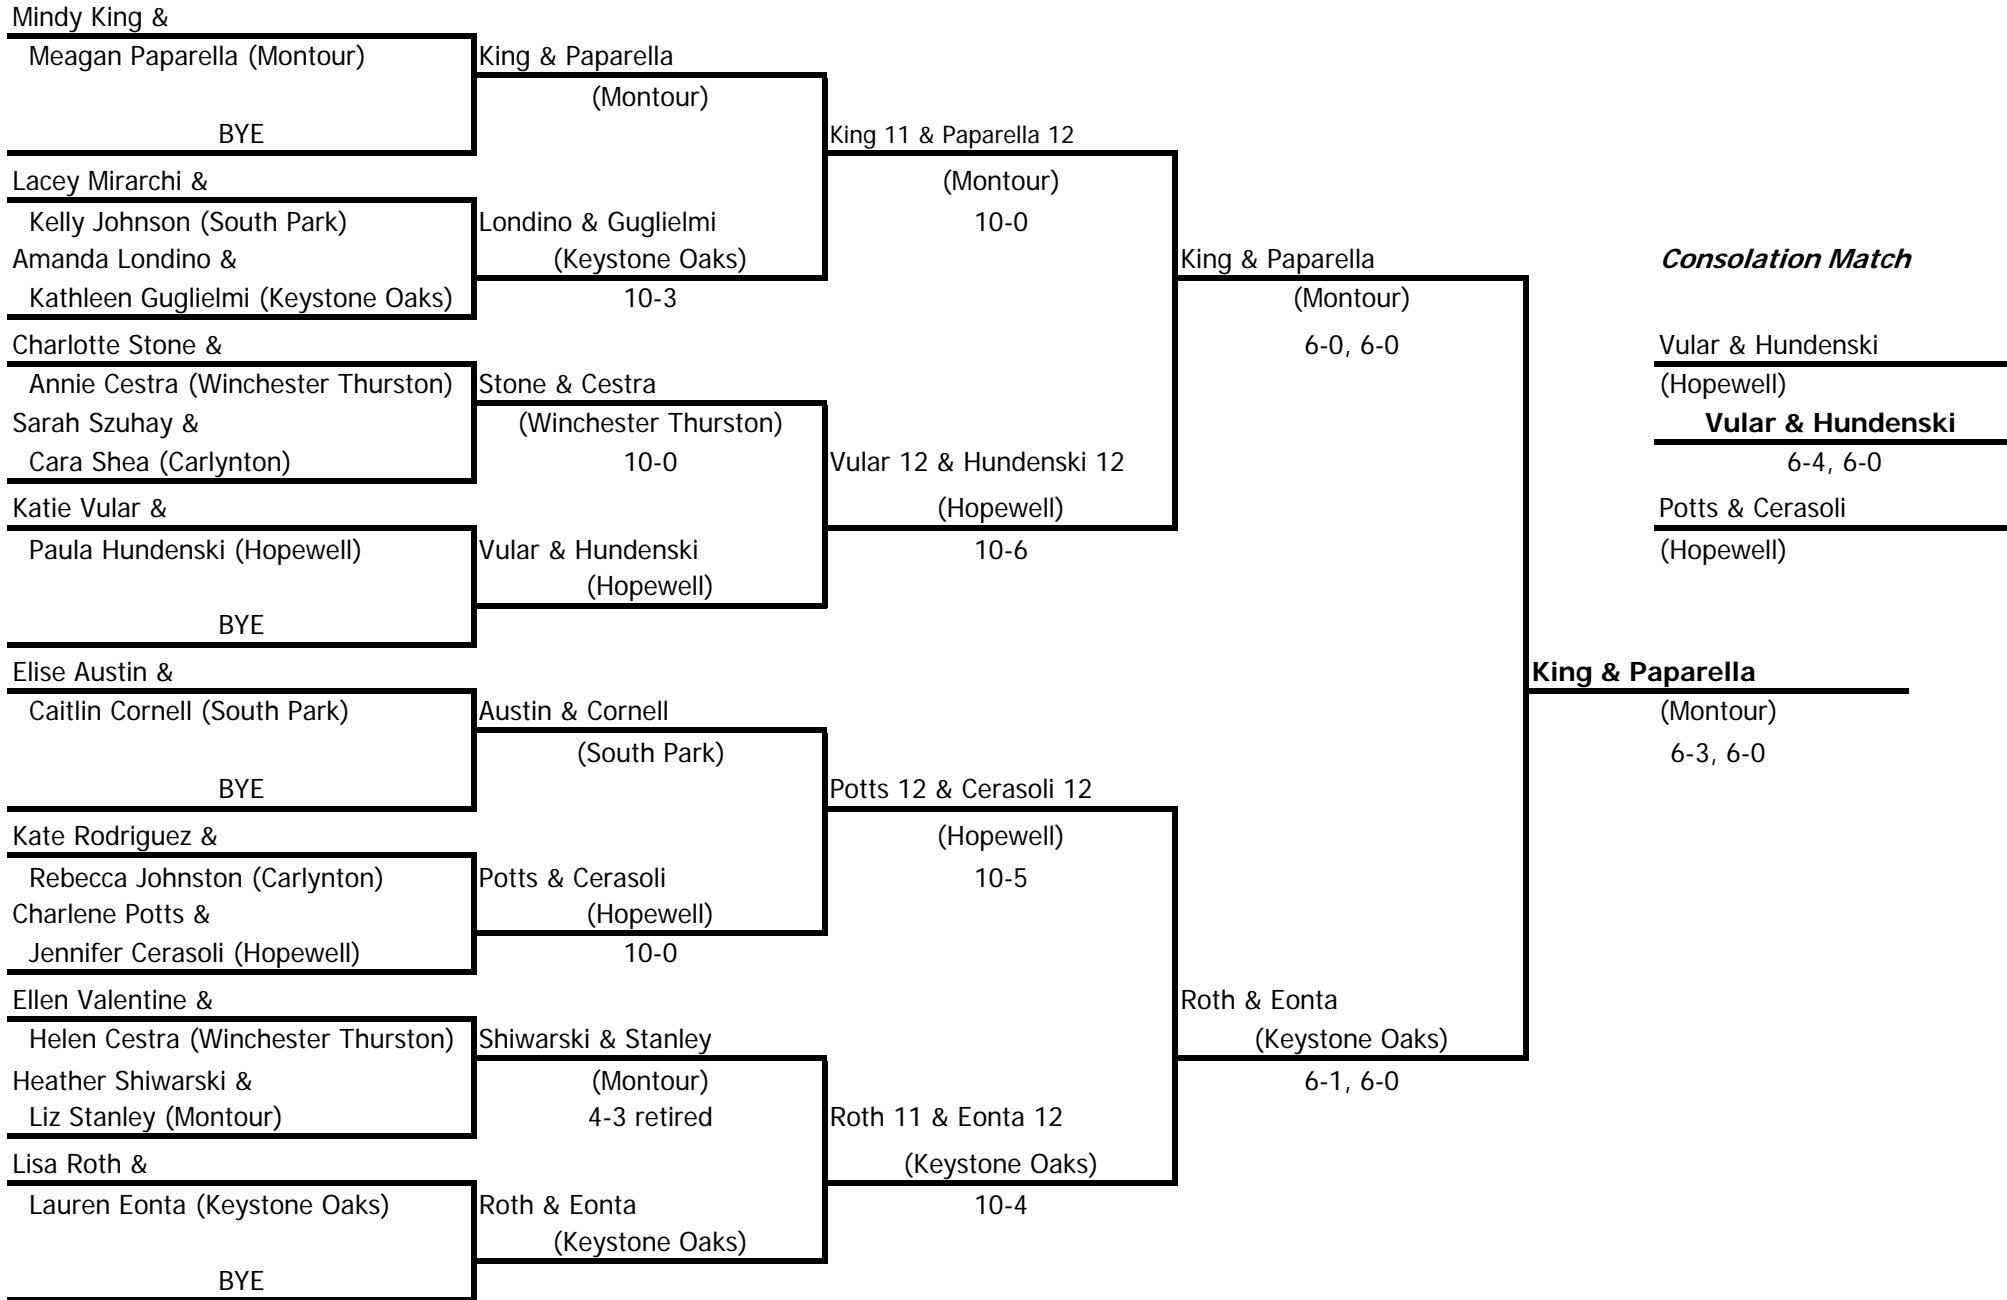 Mindy King &
Meagan Paparella (Montour)
BYE
Lacey Mirarchi &
Kelly Johnson (South Park)
Amanda Londino &
Kathleen Guglielmi (Keystone Oaks)
Charlotte Stone &
Annie Cestra (Winchester Thurston)
Sarah Szuhay &
Cara Shea (Carlynton)
Katie Vular &
Paula Hundenski (Hopewell)
BYE
Elise Austin &
Caitlin Cornell (South Park)
BYE
Kate Rodriguez &
Rebecca Johnston (Carlynton)
Charlene Potts &
Jennifer Cerasoli (Hopewell)
Ellen Valentine &
Helen Cestra (Winchester Thurston)
Heather Shiwarski &
Liz Stanley (Montour)
Lisa Roth &
Lauren Eonta (Keystone Oaks)
BYE
King & Paparella
(Montour)
Londino & Guglielmi
(Keystone Oaks)
10-3
Stone & Cestra
(Winchester Thurston)
10-0
Vular & Hundenski
(Hopewell)
Austin & Cornell
(South Park)
Potts & Cerasoli
(Hopewell)
10-0
Shiwarski & Stanley
(Montour)
4-3 retired
Roth & Eonta
(Keystone Oaks)
King 11 & Paparella 12
(Montour)
10-0
Vular 12 & Hundenski 12
(Hopewell)
10-6
Potts 12 & Cerasoli 12
(Hopewell)
10-5
Roth 11 & Eonta 12
(Keystone Oaks)
10-4
King & Paparella
(Montour)
6-0, 6-0
Roth & Eonta
(Keystone Oaks)
6-1, 6-0
King & Paparella
(Montour)
6-3, 6-0
Consolation Match
Vular & Hundenski
(Hopewell)
Vular & Hundenski
6-4, 6-0
Potts & Cerasoli
(Hopewell)